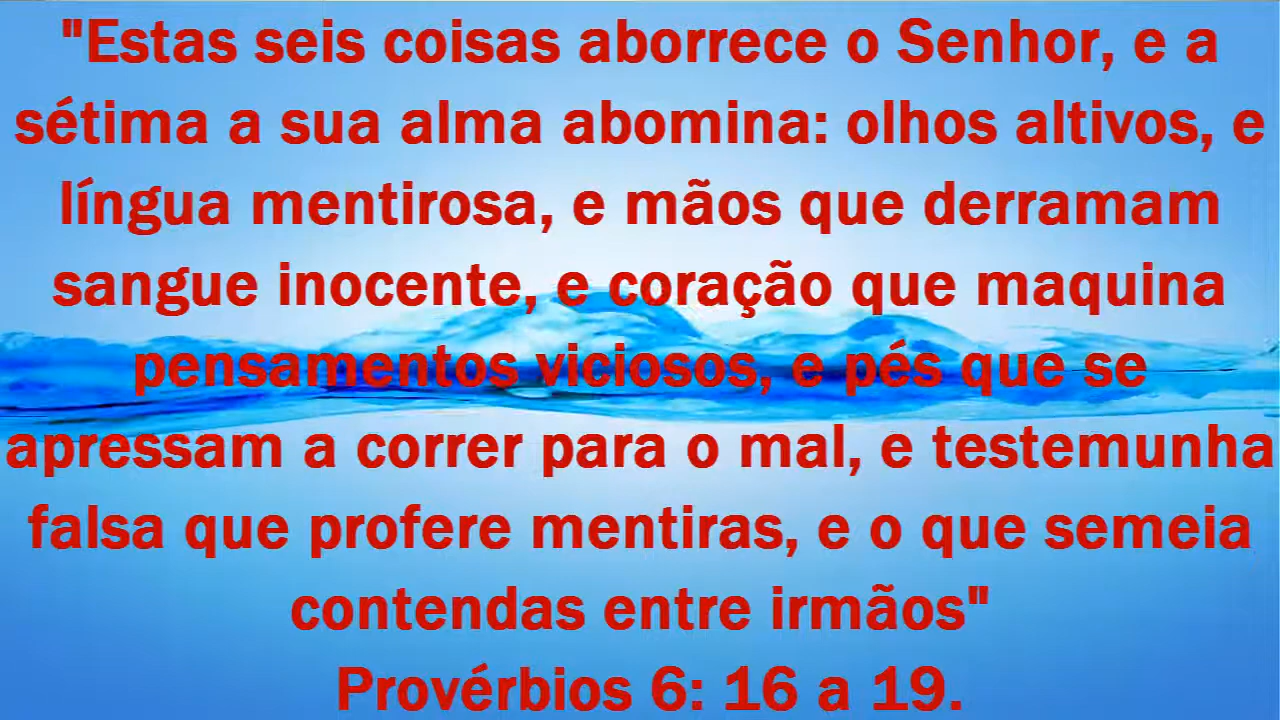 "Estas seis coisas aborrece o Senhor, e a
sétima a sua alma abomina: olhos altivos, e
língua mentirosa, e mãos que derramam
sangue inocente, e coração que maquina
pensamentos viciosos, e pés que se
apressam a correr para o mal, e testemunha
falsa que profere mentiras, e o que semeia
contendas entre irmãos"
Provérbios 6: 16 a 19.